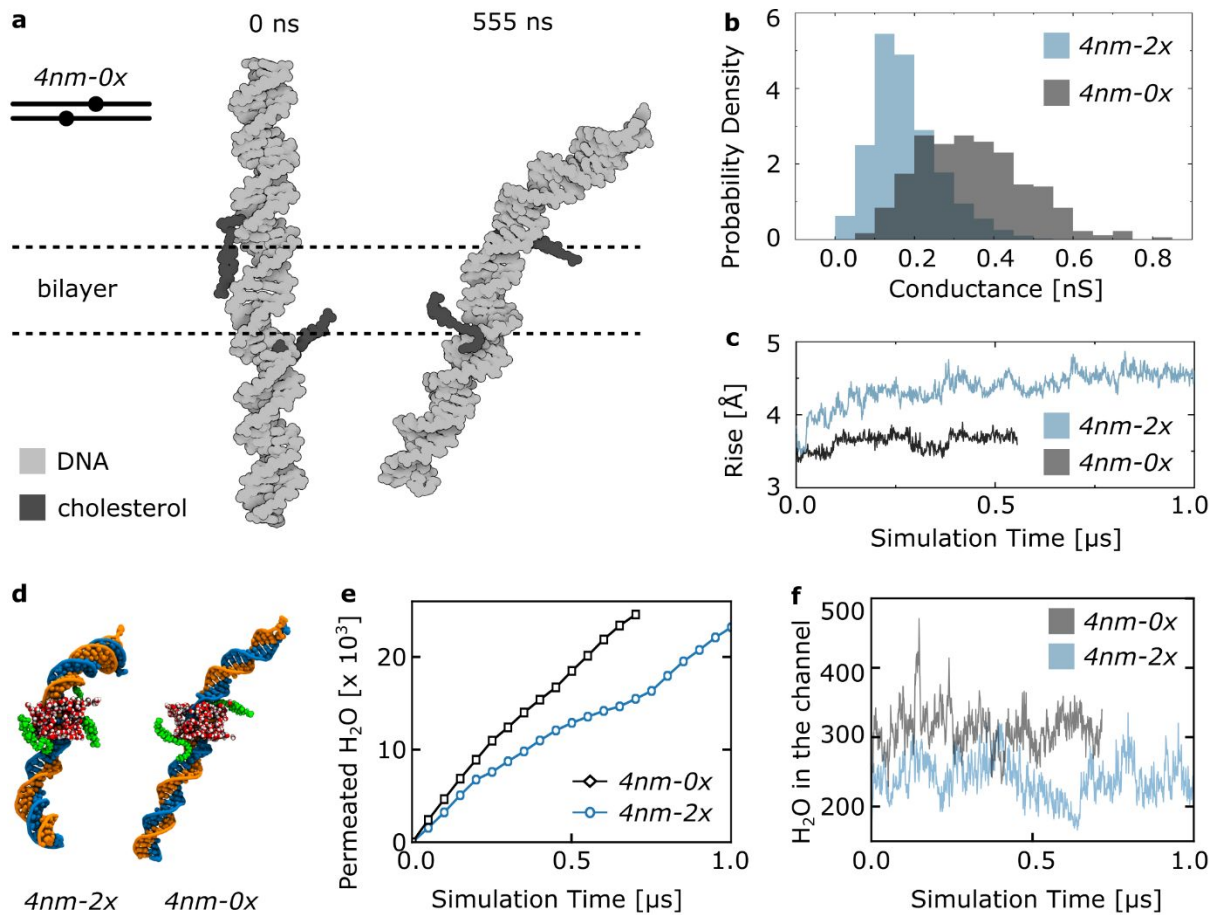 a
0 ns
555 ns
4nm-0x
bilayer
DNA
cholesterol
b
Probability Density
6
5
4
3
2
1
0
4nm-2x
4nm-0x
0.0 0.2 0.4 0.6 0.8
Conductance [nS]
c
Rise [Å]
5
4
3
4nm-2x
4nm-0x
0.0 0.5 1.0
Simulation Time [µs]
d
4nm-2x 4nm-0x
e
Permeated H₂O [x 10³]
20
10
0
4nm-0x
4nm-2x
0.0 0.5 1.0
Simulation Time [µs]
f
H₂O in the channel
500
400
300
200
4nm-0x
4nm-2x
0.0 0.5 1.0
Simulation Time [µs]